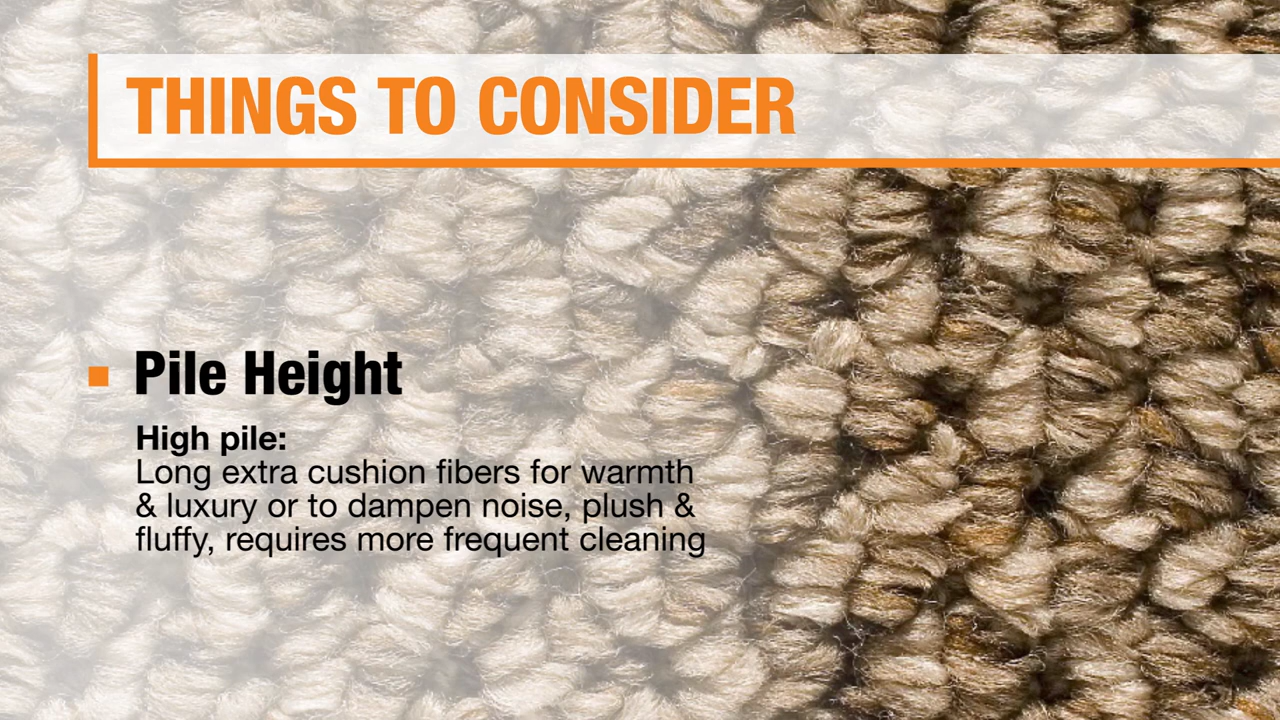 THINGS TO CONSIDER
Pile Height
High pile:
Long extra cushion fibers for warmth
& luxury or to dampen noise, plush &
fluffy, requires more frequent cleaning